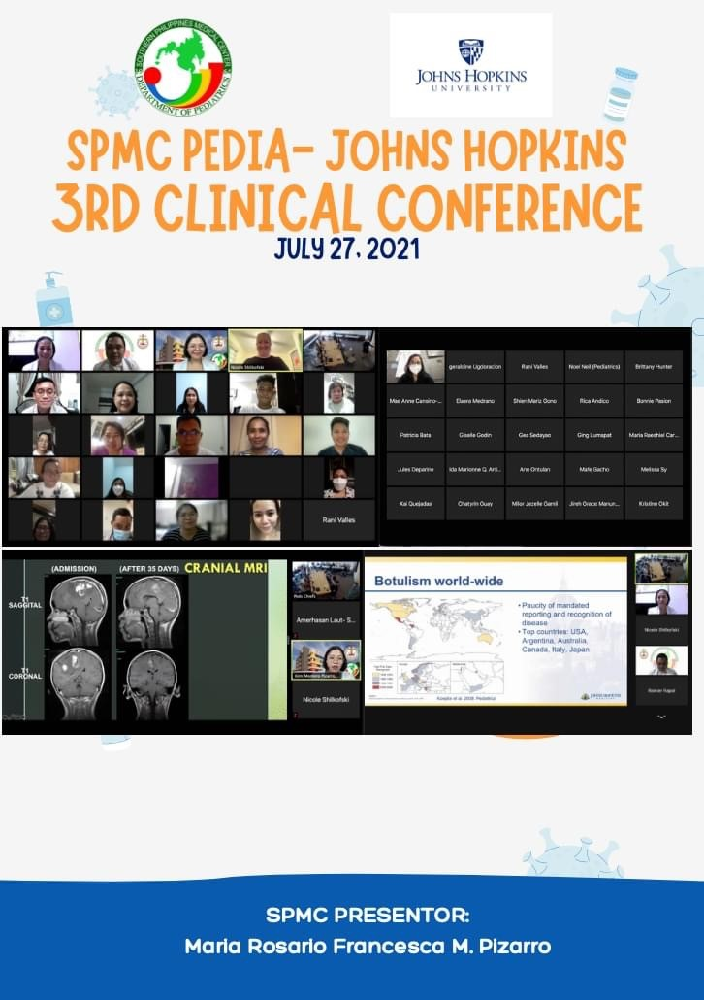 SOUTHERN PHILIPPINES MEDICAL CENTER
DEPARTMENT OF PEDIATRICS
JOHNS HOPKINS
UNIVERSITY
SPMC PEDIA- JOHNS HOPKINS
3RD CLINICAL CONFERENCE
JULY 27, 2021
Nicole Shilkofski
Rani Valles
geraldine Ligdoracion
Rani Valles
Noel Neil (Pediatrics)
Brittany Hunter
Mae Anne Cansino-...
Elaera Medrano
Shien Mariz Gono
Rica Andico
Bonnie Pasion
Patricia Bata
Giselle Godin
Gea Sedayao
Ging Lumapat
Maria Raeshiel Car...
Jules Deparine
Ida Marionne Q. Arri...
Ann Ontulan
Mafe Gacho
Melissa Sy
Kai Quejadas
Chatyrin Guay
Milor Jezelle Gamil
Jireh Grace Manun...
Kristine Okit
(ADMISSION)
(AFTER 35 DAYS)
CRANIAL MRI
T1
SAGGITAL
T1
CORONAL
Pedia Chiefs
Amerhasan Laut- S...
Nicole Shilkofski
Botulism world-wide
• Paucity of mandated
reporting and recognition of
disease
• Top countries: USA,
Argentina, Australia,
Canada, Italy, Japan
Koepke et al. 2008. Pediatrics.
JOHNS HOPKINS
Nicole Shilkofski
SPMC PRESENTOR:
Maria Rosario Francesca M. Pizarro